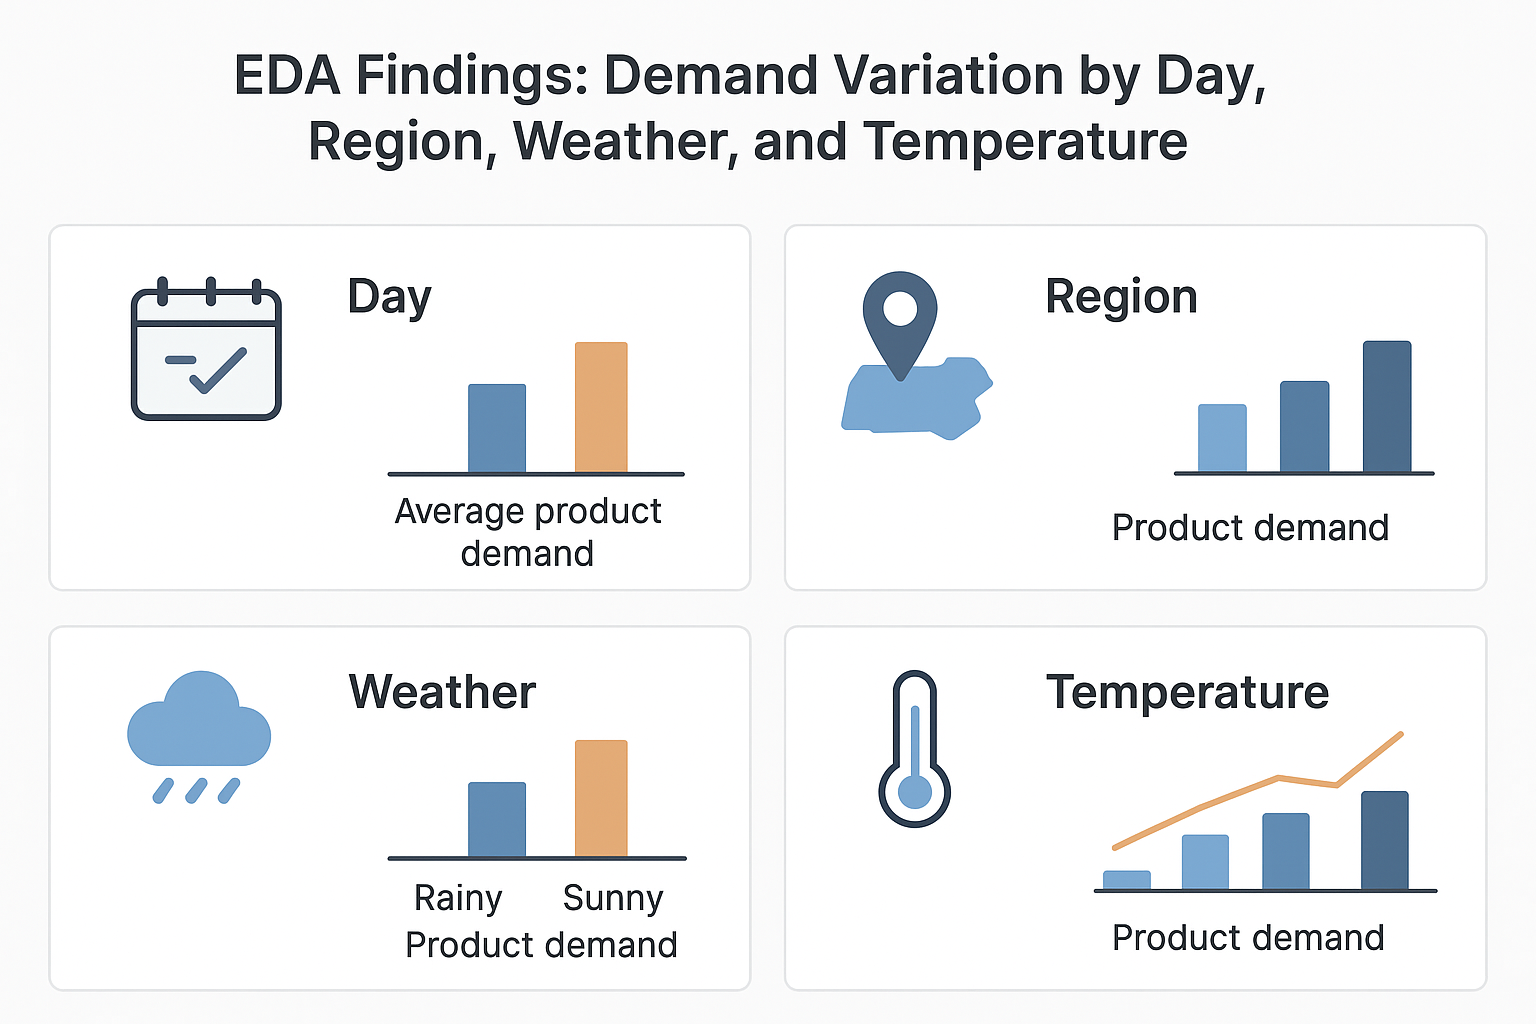 EDA Findings: Demand Variation by Day,
Region, Weather, and Temperature
Day
Average product
demand
Region
Product demand
Weather
Rainy Sunny
Product demand
Temperature
Product demand